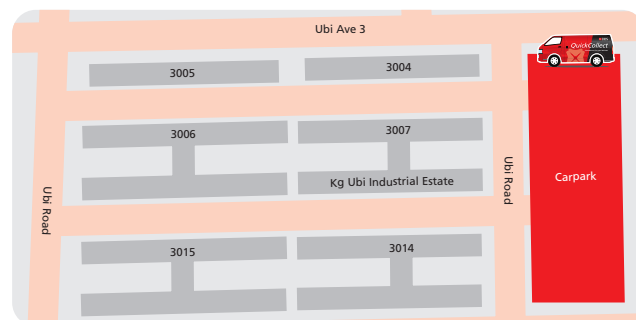 Ubi Ave 3
QuickCollect
3005
3004
3006
3007
Kg Ubi Industrial Estate
Ubi Road
Ubi Road
Carpark
3015
3014